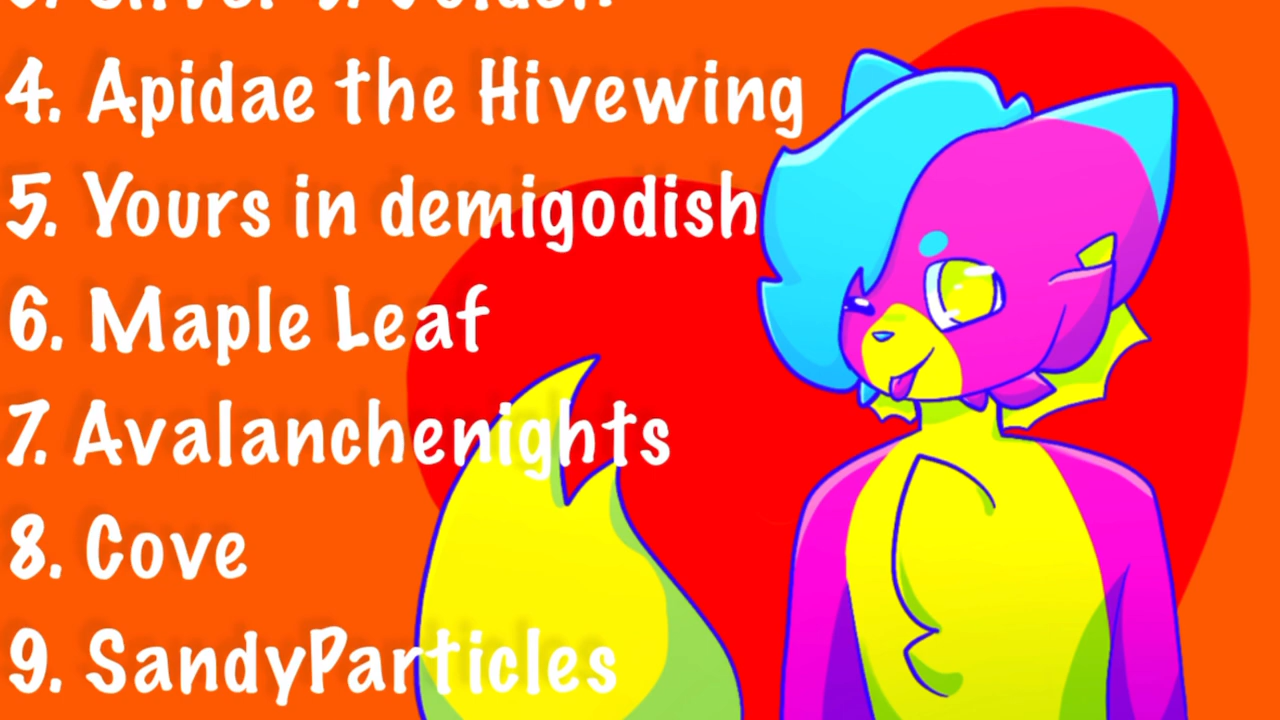 4. Apidae the Hivewing
5. Yours in demigodish
6. Maple Leaf
7. Avalanchenights
8. Cove
9. SandyParticles